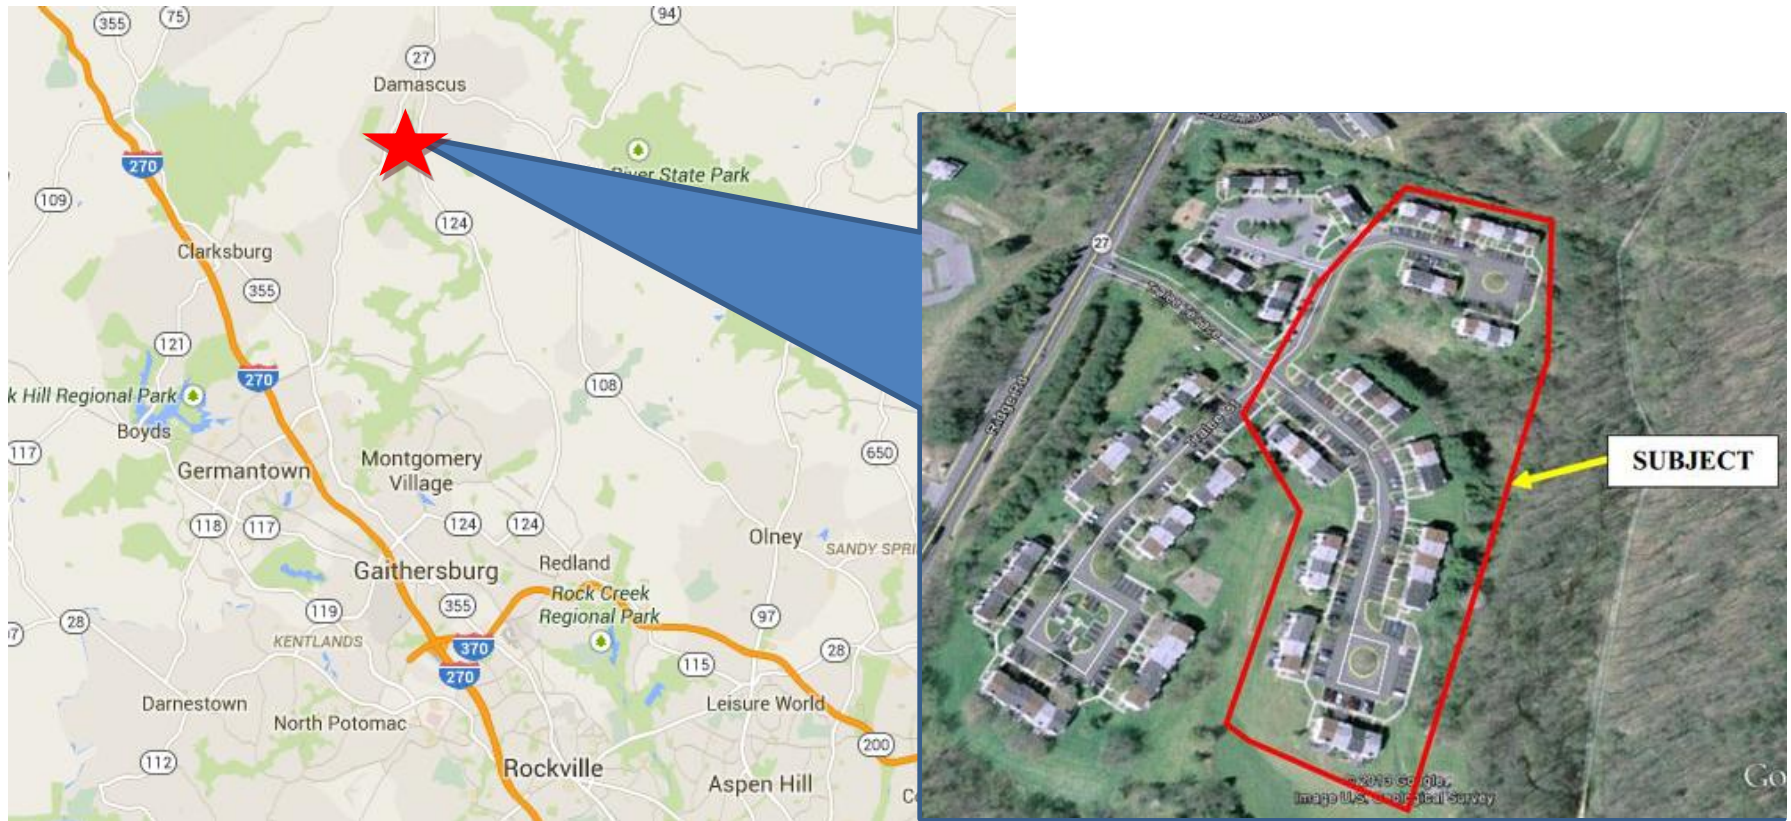 355
75
94
27
Damascus
270
River State Park
109
124
Clarksburg
355
121
270
108
k Hill Regional Park
Boyds
117
650
Montgomery
Village
Germantown
118
117
124
124
Olney
SANDY SPRI
Gaithersburg
Redland
Rock Creek
Regional Park
119
355
97
28
KENTLANDS
370
28
115
270
Darnestown
North Potomac
Leisure World
200
112
Rockville
Aspen Hill
27
Ridge Rd
SUBJECT
© 2013 Google,
Image U.S. Geological Survey
Go